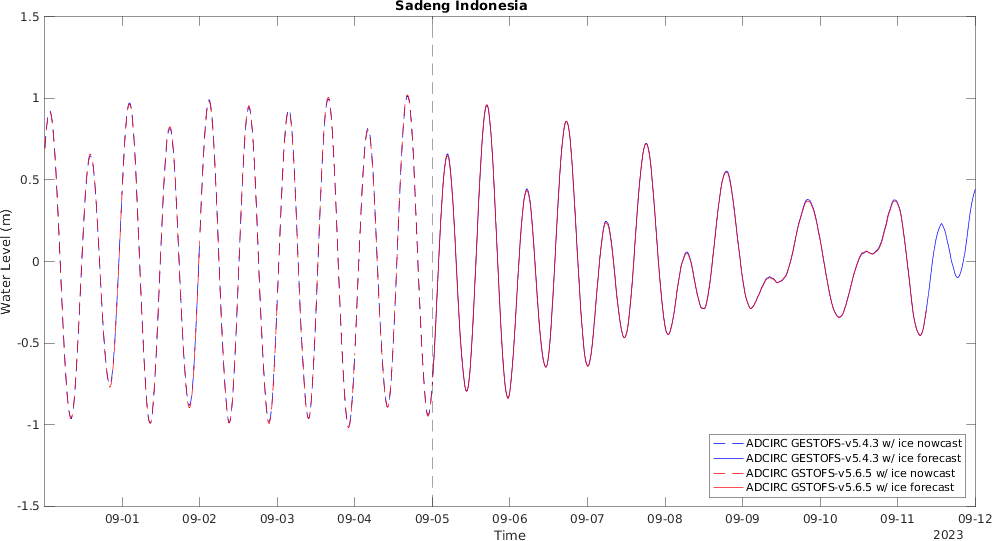 Sadeng Indonesia
1.5
1
0.5
0
-0.5
-1
-1.5
Water Level (m)
09-01 09-02 09-03 09-04 09-05 09-06 09-07 09-08 09-09 09-10 09-11 09-12
Time
2023
ADCIRC GESTOFS-v5.4.3 w/ ice nowcast
ADCIRC GESTOFS-v5.4.3 w/ ice forecast
ADCIRC GSTOFS-v5.6.5 w/ ice nowcast
ADCIRC GSTOFS-v5.6.5 w/ ice forecast